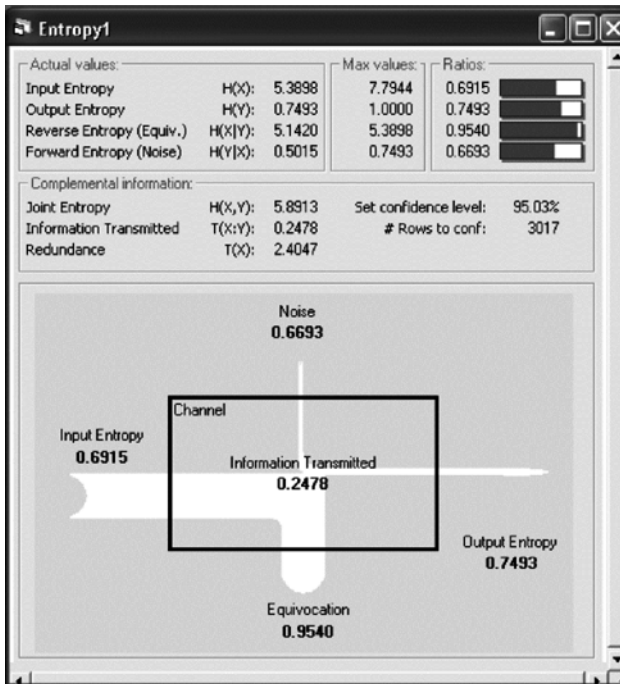 Entropy1
Actual values: Max values: Ratios:
Input Entropy H(X): 5.3898 7.7944 0.6915
Output Entropy H(Y): 0.7493 1.0000 0.7493
Reverse Entropy (Equiv.) H(X|Y): 5.1420 5.3898 0.9540
Forward Entropy (Noise) H(Y|X): 0.5015 0.7493 0.6693
Complemental information:
Joint Entropy H(X,Y): 5.8913 Set confidence level: 95.03%
Information Transmitted T(X:Y): 0.2478 # Rows to conf: 3017
Redundance T(X): 2.4047
Noise
0.6693
Channel
Input Entropy
0.6915
Information Transmitted
0.2478
Output Entropy
0.7493
Equivocation
0.9540